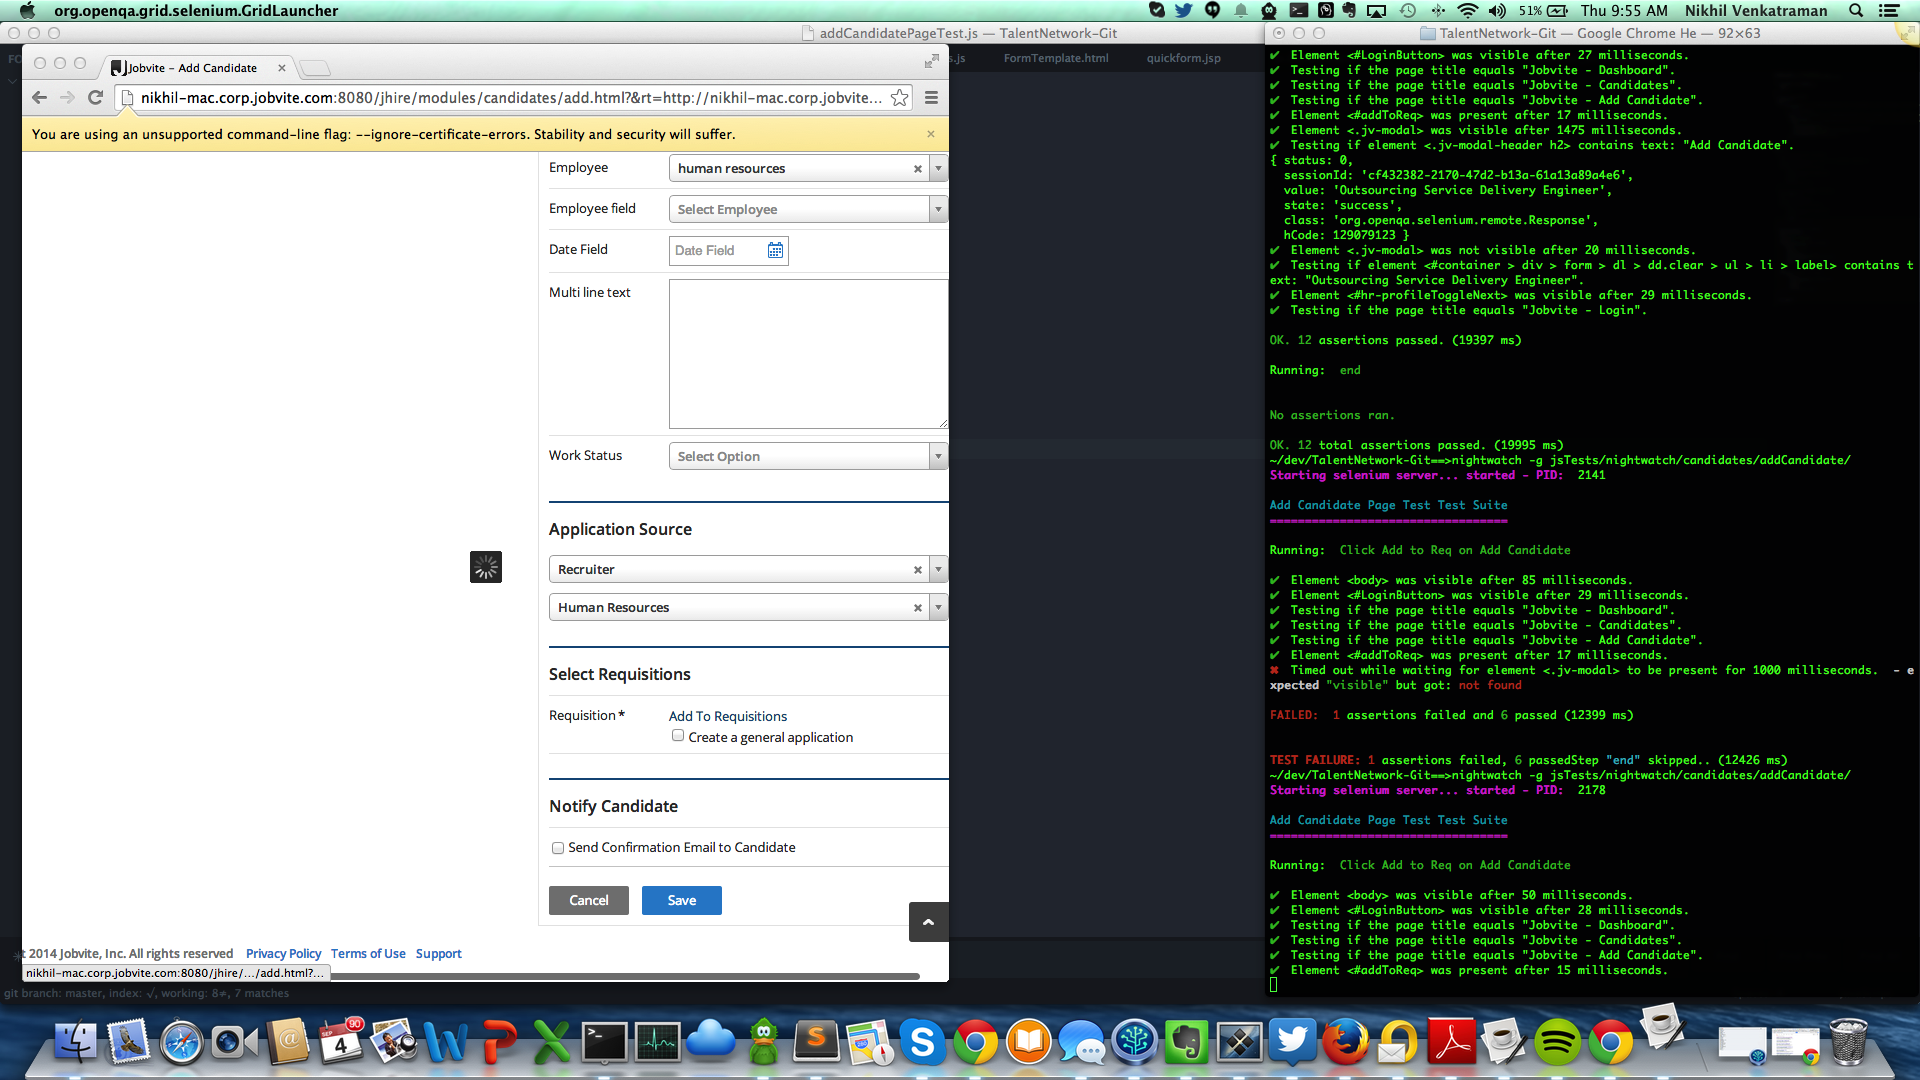 org.openqa.grid.selenium.GridLauncher
51% Thu 9:55 AM Nikhil Venkatraman
addCandidatePageTest.js — TalentNetwork-Git
s.js FormTemplate.html quickform.jsp
Jobvite - Add Candidate
nikhil-mac.corp.jobvite.com:8080/jhire/modules/candidates/add.html?&rt=http://nikhil-mac.corp.jobvite...
You are using an unsupported command-line flag: --ignore-certificate-errors. Stability and security will suffer.
Employee human resources
Employee field Select Employee
Date Field Date Field
Multi line text
Work Status Select Option
Application Source
Recruiter
Human Resources
Select Requisitions
Requisition * Add To Requisitions
Create a general application
Notify Candidate
Send Confirmation Email to Candidate
Cancel Save
t 2014 Jobvite, Inc. All rights reserved Privacy Policy Terms of Use Support
nikhil-mac.corp.jobvite.com:8080/jhire/.../add.html?...
git branch: master, index: √, working: 8≠, 7 matches
TalentNetwork-Git — Google Chrome He — 92×63
✔ Element <#LoginButton> was visible after 27 milliseconds.
✔ Testing if the page title equals "Jobvite - Dashboard".
✔ Testing if the page title equals "Jobvite - Candidates".
✔ Testing if the page title equals "Jobvite - Add Candidate".
✔ Element <#addToReq> was present after 17 milliseconds.
✔ Element <.jv-modal> was visible after 1475 milliseconds.
✔ Testing if element <.jv-modal-header h2> contains text: "Add Candidate".
{ status: 0,
sessionId: 'cf432382-2170-47d2-b13a-61a13a89a4e6',
value: 'Outsourcing Service Delivery Engineer',
state: 'success',
class: 'org.openqa.selenium.remote.Response',
hCode: 129079123 }
✔ Element <.jv-modal> was not visible after 20 milliseconds.
✔ Testing if element <#container > div > form > dl > dd.clear > ul > li > label> contains t
ext: "Outsourcing Service Delivery Engineer".
✔ Element <#hr-profileToggleNext> was visible after 29 milliseconds.
✔ Testing if the page title equals "Jobvite - Login".
OK. 12 assertions passed. (19397 ms)
Running: end
No assertions ran.
OK. 12 total assertions passed. (19995 ms)
~/dev/TalentNetwork-Git==>nightwatch -g jsTests/nightwatch/candidates/addCandidate/
Starting selenium server... started - PID: 2141
Add Candidate Page Test Test Suite
==================================
Running: Click Add to Req on Add Candidate
✔ Element <body> was visible after 85 milliseconds.
✔ Element <#LoginButton> was visible after 29 milliseconds.
✔ Testing if the page title equals "Jobvite - Dashboard".
✔ Testing if the page title equals "Jobvite - Candidates".
✔ Testing if the page title equals "Jobvite - Add Candidate".
✔ Element <#addToReq> was present after 17 milliseconds.
✖ Timed out while waiting for element <.jv-modal> to be present for 1000 milliseconds. - e
xpected "visible" but got: not found
FAILED: 1 assertions failed and 6 passed (12399 ms)
TEST FAILURE: 1 assertions failed, 6 passedStep "end" skipped.. (12426 ms)
~/dev/TalentNetwork-Git==>nightwatch -g jsTests/nightwatch/candidates/addCandidate/
Starting selenium server... started - PID: 2178
Add Candidate Page Test Test Suite
==================================
Running: Click Add to Req on Add Candidate
✔ Element <body> was visible after 50 milliseconds.
✔ Element <#LoginButton> was visible after 28 milliseconds.
✔ Testing if the page title equals "Jobvite - Dashboard".
✔ Testing if the page title equals "Jobvite - Candidates".
✔ Testing if the page title equals "Jobvite - Add Candidate".
✔ Element <#addToReq> was present after 15 milliseconds.
SEP 4 90